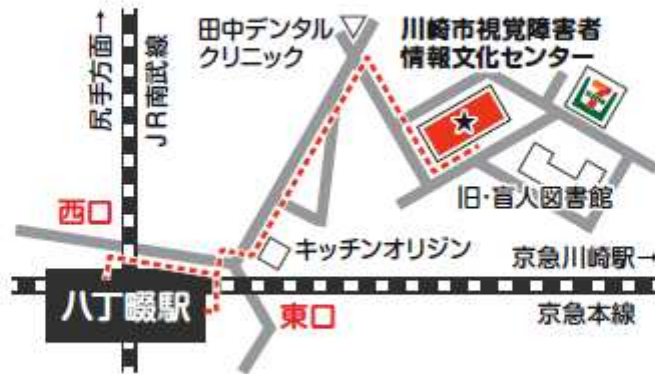 尻手方面→
JR南武線
田中デンタル
クリニック
川崎市視覚障害者
情報文化センター
7
旧・盲人図書館
西口
キッチンオリジン
京急川崎駅→
八丁畷駅
東口
京急本線